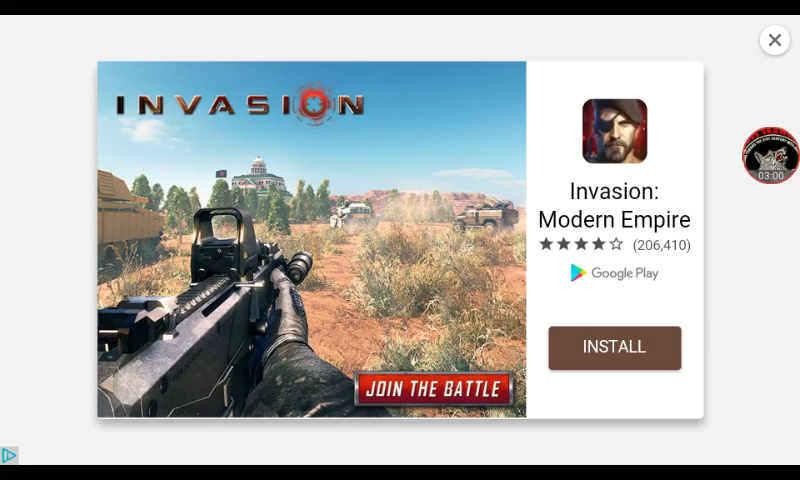 INVASION
Invasion:
Modern Empire
(206,410)
Google Play
INSTALL
JOIN THE BATTLE
03:00